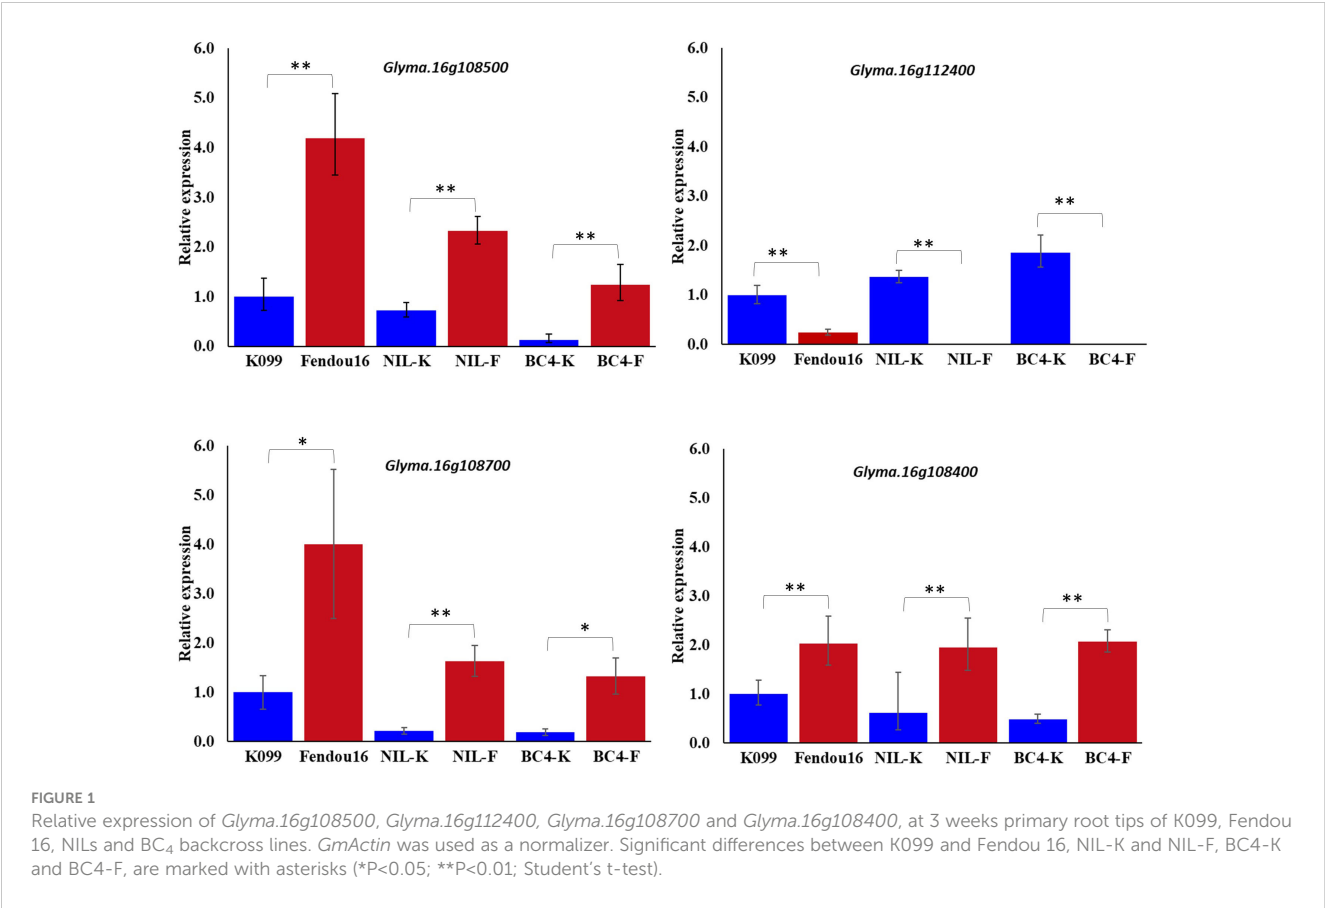 6.0
5.0
4.0
3.0
2.0
1.0
0.0
Relative expression
Glyma.16g108500
**
**
**
K099 Fendou16 NIL-K NIL-F BC4-K BC4-F
6.0
5.0
4.0
3.0
2.0
1.0
0.0
Relative expression
Glyma.16g112400
**
**
**
K099 Fendou16 NIL-K NIL-F BC4-K BC4-F
6.0
5.0
4.0
3.0
2.0
1.0
0.0
Relative expression
Glyma.16g108700
*
**
*
K099 Fendou16 NIL-K NIL-F BC4-K BC4-F
6.0
5.0
4.0
3.0
2.0
1.0
0.0
Relative expression
Glyma.16g108400
**
**
**
K099 Fendou16 NIL-K NIL-F BC4-K BC4-F
FIGURE 1
Relative expression of Glyma.16g108500, Glyma.16g112400, Glyma.16g108700 and Glyma.16g108400, at 3 weeks primary root tips of K099, Fendou
16, NILs and BC₄ backcross lines. GmActin was used as a normalizer. Significant differences between K099 and Fendou 16, NIL-K and NIL-F, BC4-K
and BC4-F, are marked with asterisks (*P<0.05; **P<0.01; Student's t-test).